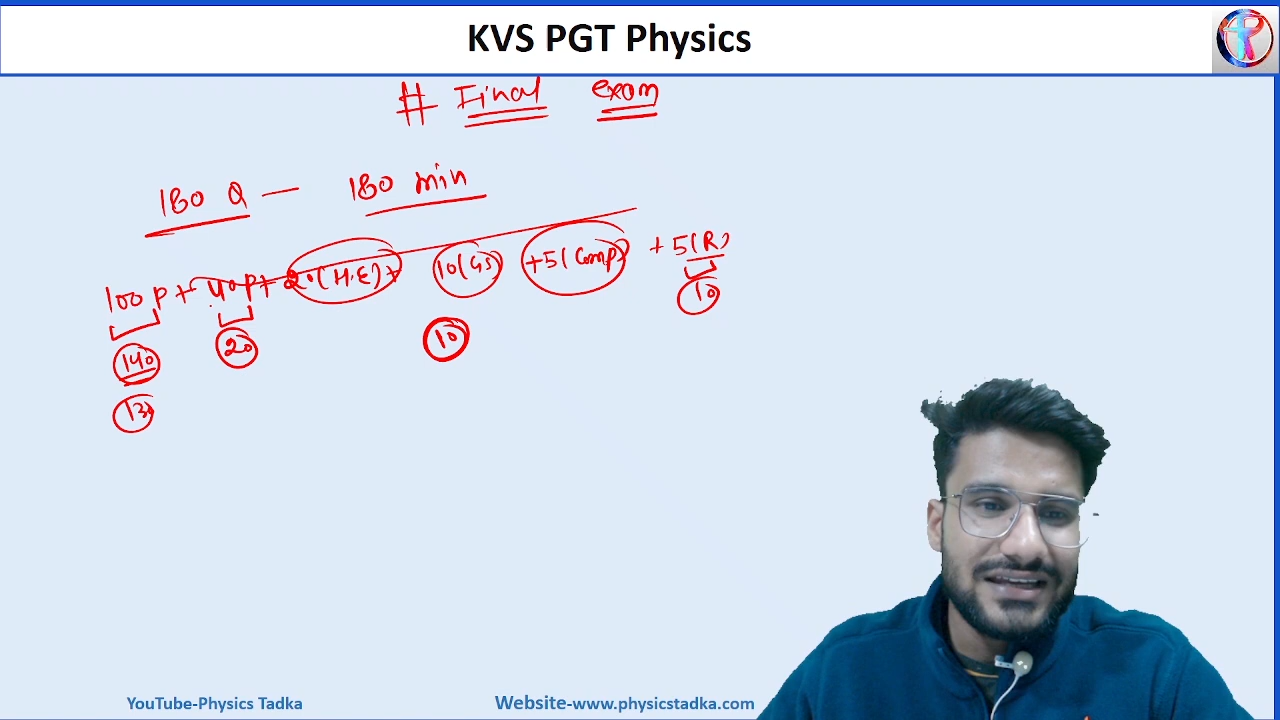 KVS PGT Physics
# Final exam
180 Q — 180 min
100 P + 40 P + 20 (H.E) + 10 (GS) +5 (Comp) + 5 (R)
140 20 10 10
13
YouTube-Physics Tadka
Website-www.physicstadka.com